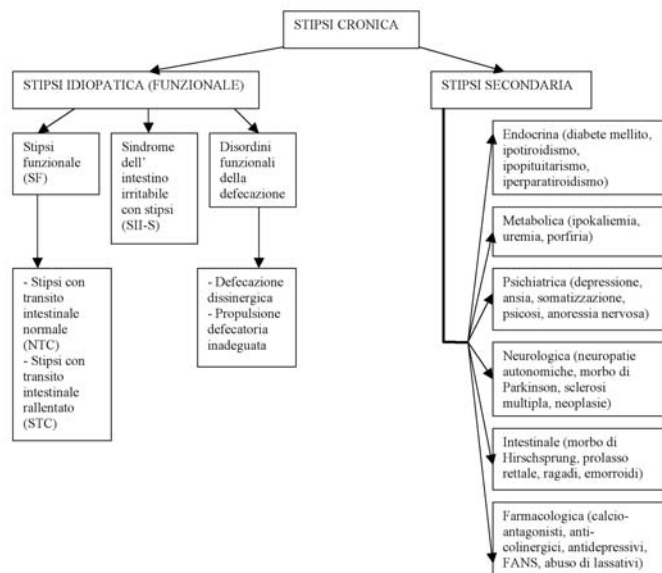 STIPSI CRONICA
STIPSI IDIOPATICA (FUNZIONALE)
STIPSI SECONDARIA
Stipsi
funzionale
(SF)
Sindrome
dell’
intestino
irritabile
con stipsi
(SII-S)
Disordini
funzionali
della
defecazione
- Stipsi con
transito
intestinale
normale
(NTC)
- Stipsi con
transito
intestinale
rallentato
(STC)
- Defecazione
dissinergica
- Propulsione
defecatoria
inadeguata
Endocrina (diabete mellito,
ipotiroidismo,
ipopituitarismo,
iperparatiroidismo)
Metabolica (ipokaliemia,
uremia, porfiria)
Psichiatrica (depressione,
ansia, somatizzazione,
psicosi, anoressia nervosa)
Neurologica (neuropatie
autonomiche, morbo di
Parkinson, sclerosi
multipla, neoplasie)
Intestinale (morbo di
Hirschsprung, prolasso
rettale, ragadi, emorroidi)
Farmacologica (calcio-
antagonisti, anti-
colinergici, antidepressivi,
FANS, abuso di lassativi)